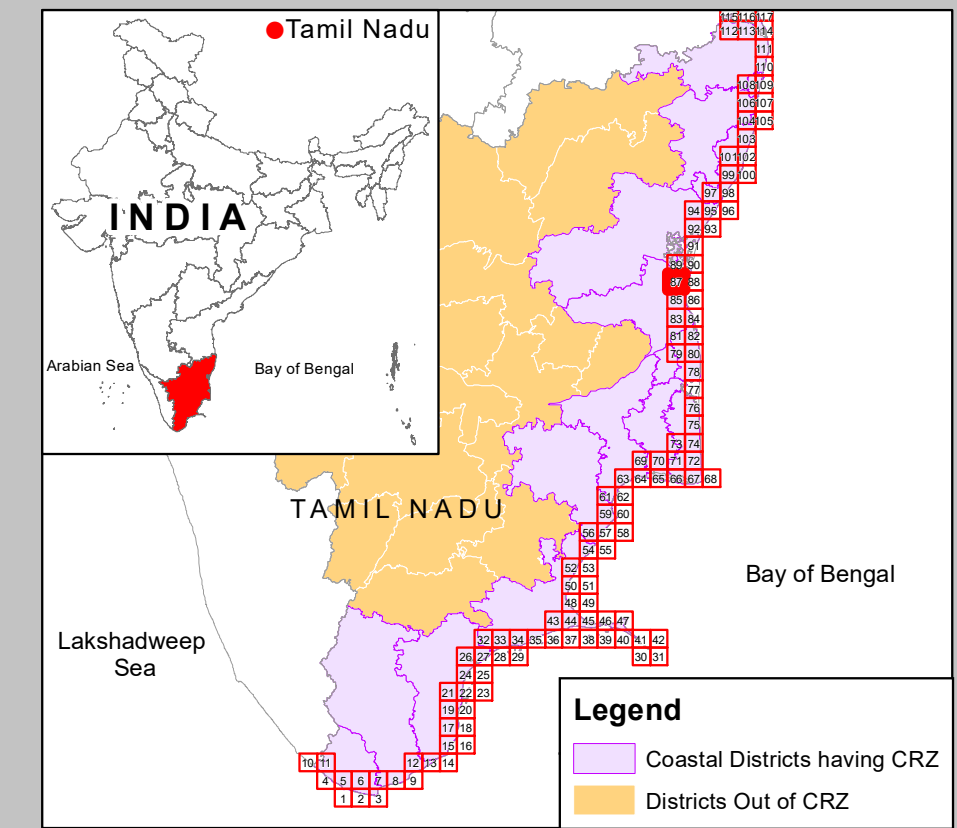 Tamil Nadu
INDIA
Arabian Sea
Bay of Bengal
115 116 117
112 113 114
111
110
108 109
106 107
104 105
103
101 102
99 100
97 98
94 95 96
92 93
91
89 90
87 88
85 86
83 84
81 82
79 80
78
77
76
75
73 74
69 70 71 72
63 64 65 66 67 68
61 62
TAMIL NADU
59 60
56 57 58
54 55
52 53
Bay of Bengal
50 51
48 49
43 44 45 46 47
32 33 34 35 36 37 38 39 40 41 42
Lakshadweep
Sea
26 27 28 29 30 31
24 25
21 22 23
19 20
17 18
15 16
10 11 12 13 14
4 5 6 7 8 9
1 2 3
Legend
Coastal Districts having CRZ
Districts Out of CRZ